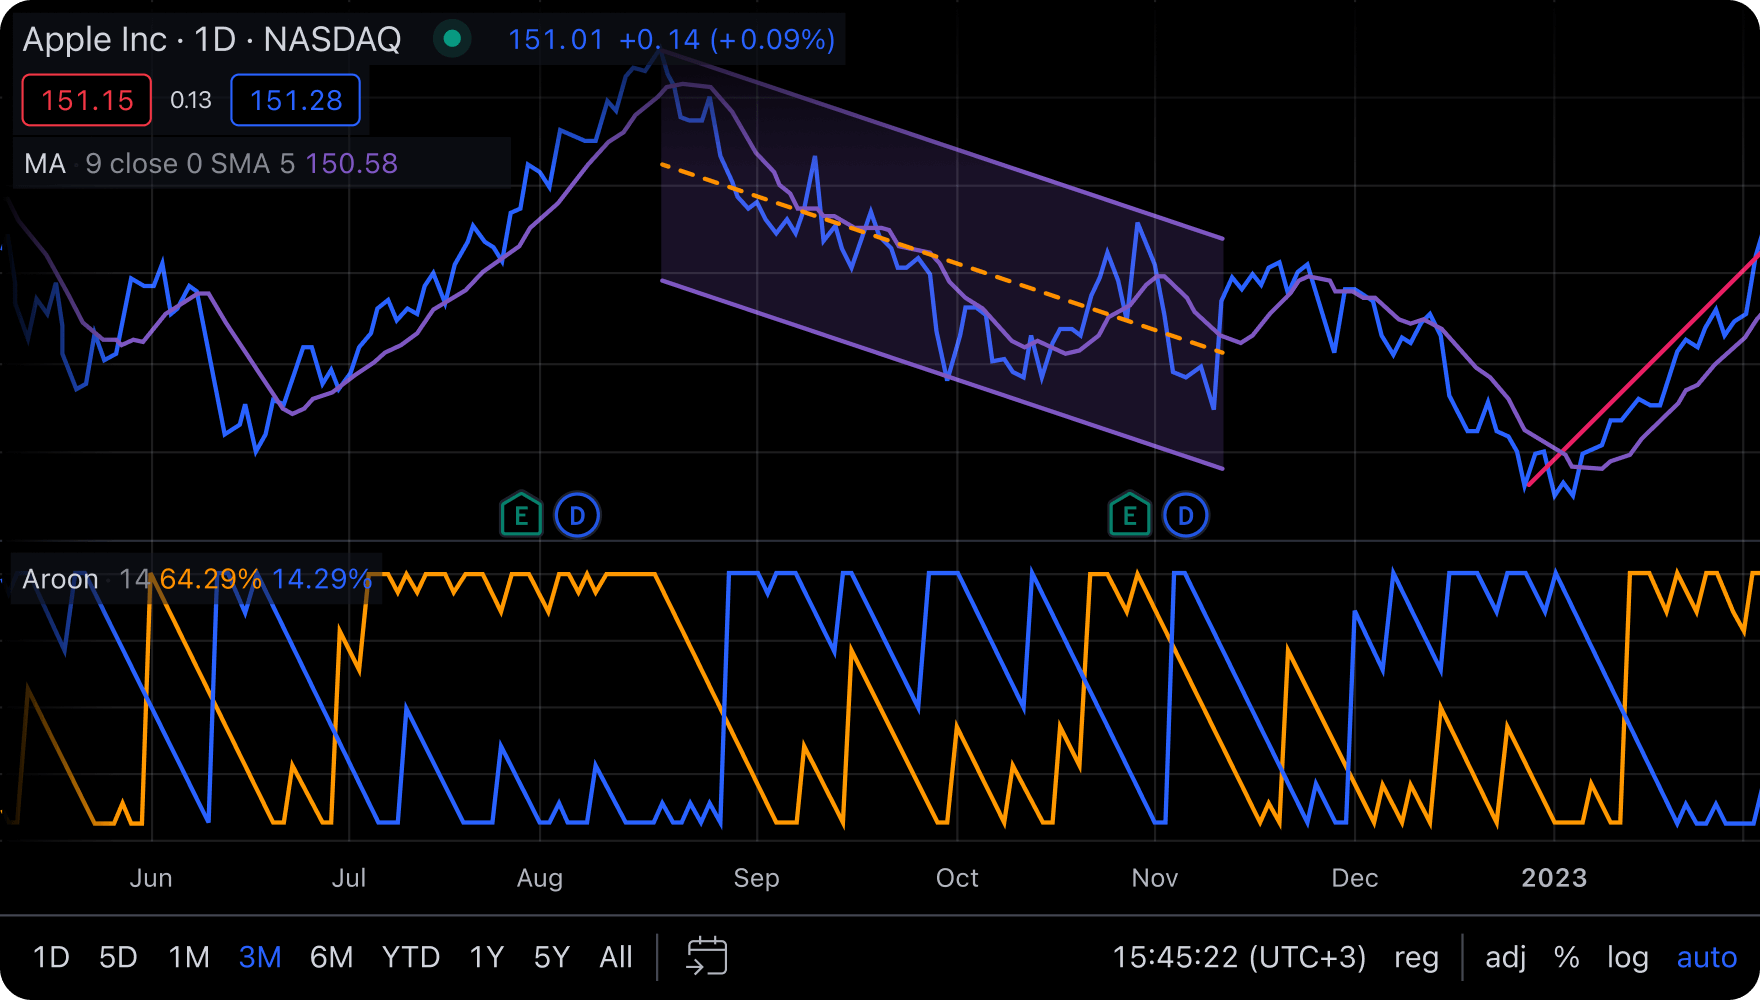 Apple Inc · 1D · NASDAQ 151.01 +0.14 (+0.09%)
151.15 0.13 151.28
MA · 9 close 0 SMA 5 150.58
E D E D
Aroon · 14 64.29% 14.29%
Jun Jul Aug Sep Oct Nov Dec 2023
1D 5D 1M 3M 6M YTD 1Y 5Y All 15:45:22 (UTC+3) reg adj % log auto